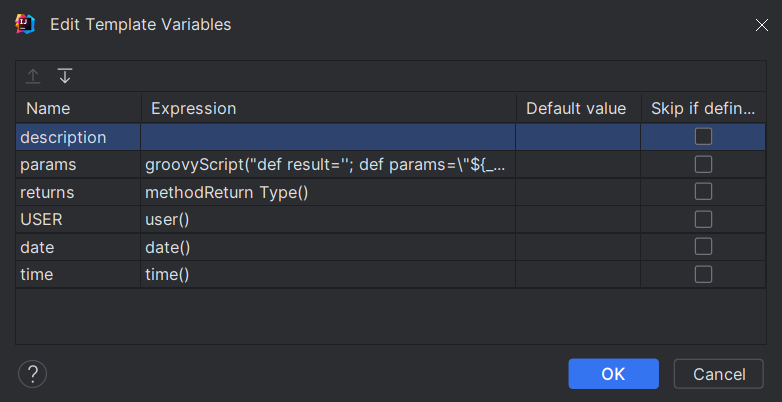 Edit Template Variables
Name Expression Default value Skip if defin...
description
params groovyScript("def result=''; def params=\"${_...
returns methodReturn Type()
USER user()
date date()
time time()
? OK Cancel